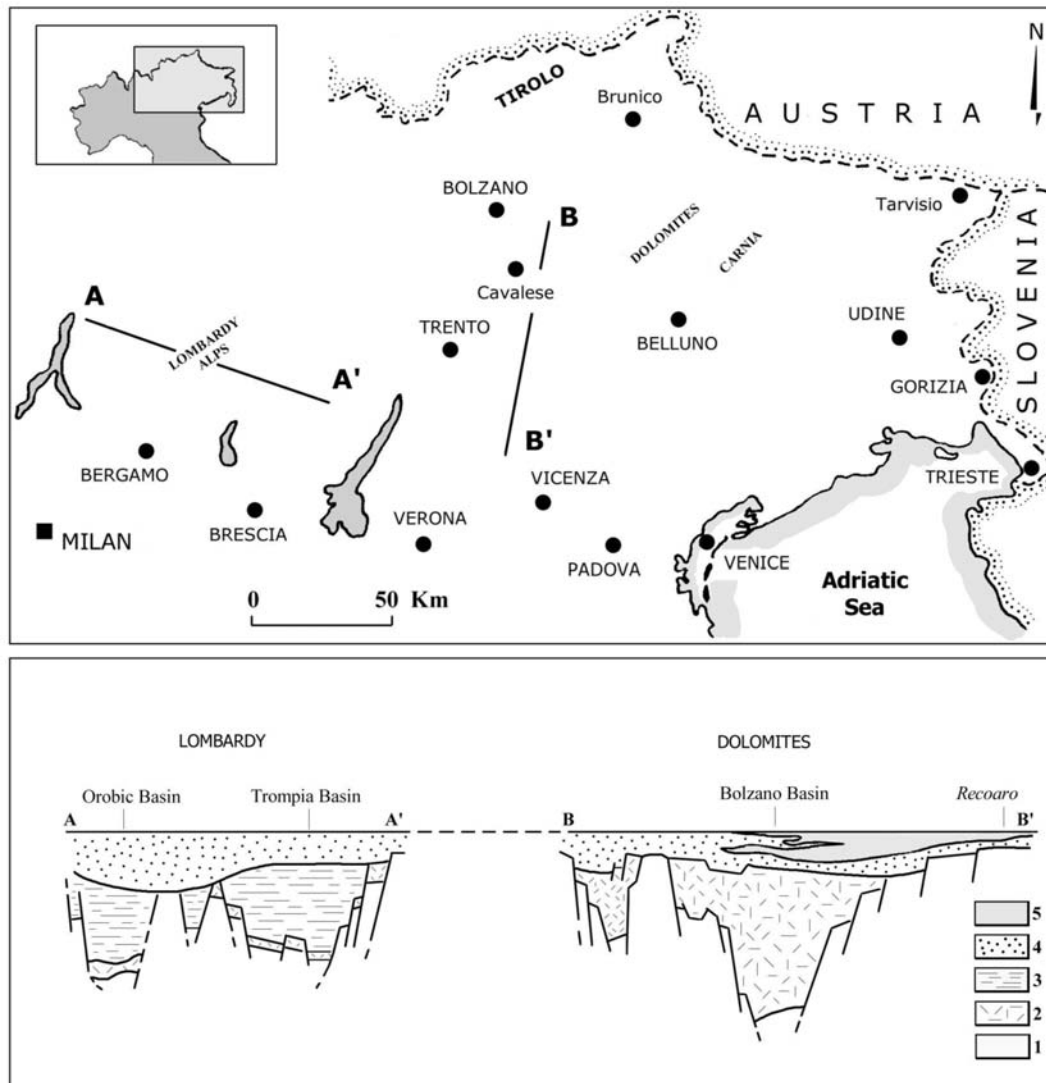 N
TIROLO
Brunico
AUSTRIA
BOLZANO
B
Tarvisio
DOLOMITES
CARNIA
SLOVENIA
Cavalese
A
TRENTO
LOMBARDY
ALPS
BELLUNO
UDINE
A'
GORIZIA
B'
BERGAMO
VICENZA
TRIESTE
BRESCIA
VERONA
MILAN
PADOVA
VENICE
Adriatic
Sea
0 50 Km
LOMBARDY
DOLOMITES
Orobic Basin
Trompia Basin
Bolzano Basin
Recoaro
A
A'
B
B'
5
4
3
2
1